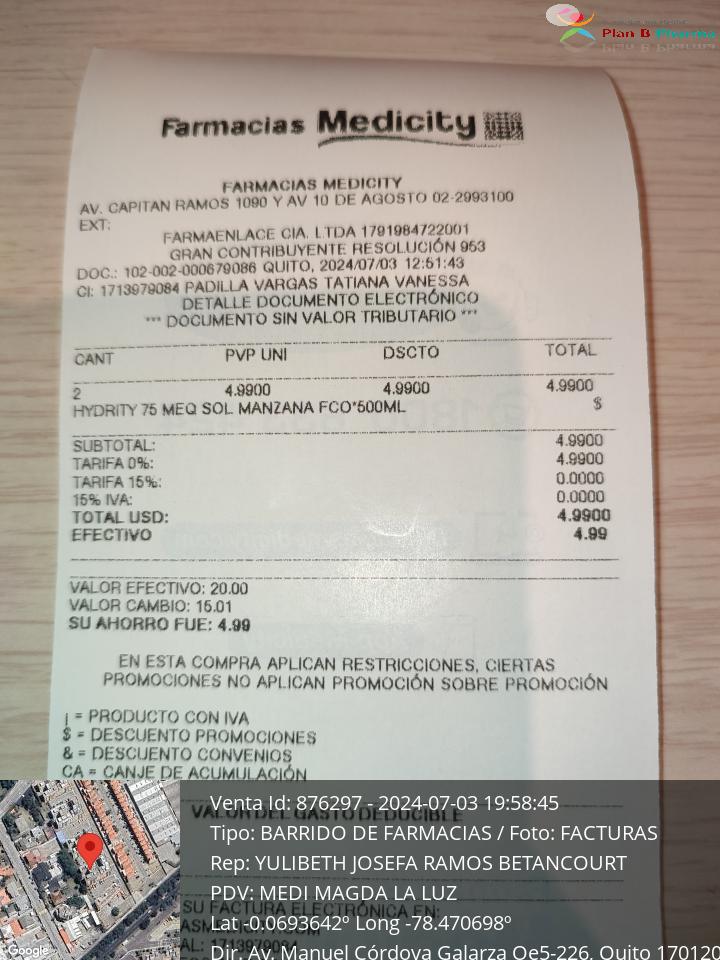 Plan B Pharma
Farmacias Medicity
FARMACIAS MEDICITY
AV. CAPITAN RAMOS 1090 Y AV 10 DE AGOSTO 02-2993100
EXT:
FARMAENLACE CIA. LTDA 1791984722001
GRAN CONTRIBUYENTE RESOLUCIÓN 953
DOC.: 102-002-000679086 QUITO, 2024/07/03 12:51:43
CI: 1713979084 PADILLA VARGAS TATIANA VANESSA
DETALLE DOCUMENTO ELECTRÓNICO
*** DOCUMENTO SIN VALOR TRIBUTARIO ***
CANT PVP UNI DSCTO TOTAL
2 4.9900 4.9900 4.9900
HYDRITY 75 MEQ SOL MANZANA FCO*500ML $
SUBTOTAL: 4.9900
TARIFA 0%: 4.9900
TARIFA 15%: 0.0000
15% IVA: 0.0000
TOTAL USD: 4.9900
EFECTIVO 4.99
VALOR EFECTIVO: 20.00
VALOR CAMBIO: 15.01
SU AHORRO FUE: 4.99
EN ESTA COMPRA APLICAN RESTRICCIONES, CIERTAS
PROMOCIONES NO APLICAN PROMOCIÓN SOBRE PROMOCIÓN
¡ = PRODUCTO CON IVA
$ = DESCUENTO PROMOCIONES
& = DESCUENTO CONVENIOS
CA = CANJE DE ACUMULACIÓN
VALOR DEL GASTO DEDUCIBLE
Venta Id: 876297 - 2024-07-03 19:58:45
Tipo: BARRIDO DE FARMACIAS / Foto: FACTURAS
Rep: YULIBETH JOSEFA RAMOS BETANCOURT
PDV: MEDI MAGDA LA LUZ
SU FACTURA ELECTRÓNICA EN:
Lat -0.0693642º Long -78.470698º
AL: 1713979084
Dir. Av. Manuel Córdova Galarza Oe5-226, Quito 170120
Google